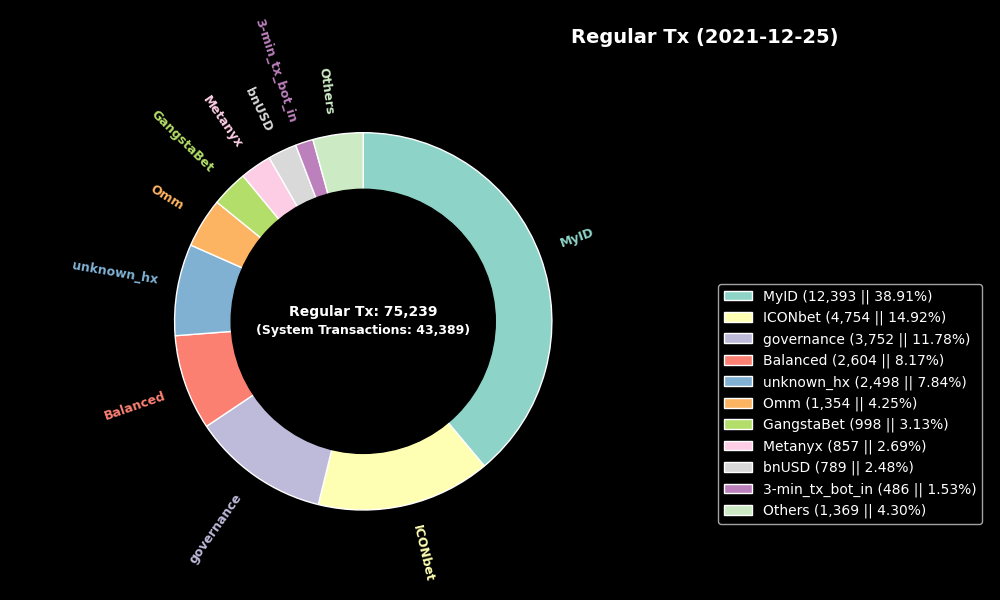 Regular Tx (2021-12-25)
3-min_tx_bot_in
Others
bnUSD
Metanyx
GangstaBet
Omm
MyID
unknown_hx
Regular Tx: 75,239
(System Transactions: 43,389)
Balanced
governance
ICONbet
MyID (12,393 || 38.91%)
ICONbet (4,754 || 14.92%)
governance (3,752 || 11.78%)
Balanced (2,604 || 8.17%)
unknown_hx (2,498 || 7.84%)
Omm (1,354 || 4.25%)
GangstaBet (998 || 3.13%)
Metanyx (857 || 2.69%)
bnUSD (789 || 2.48%)
3-min_tx_bot_in (486 || 1.53%)
Others (1,369 || 4.30%)